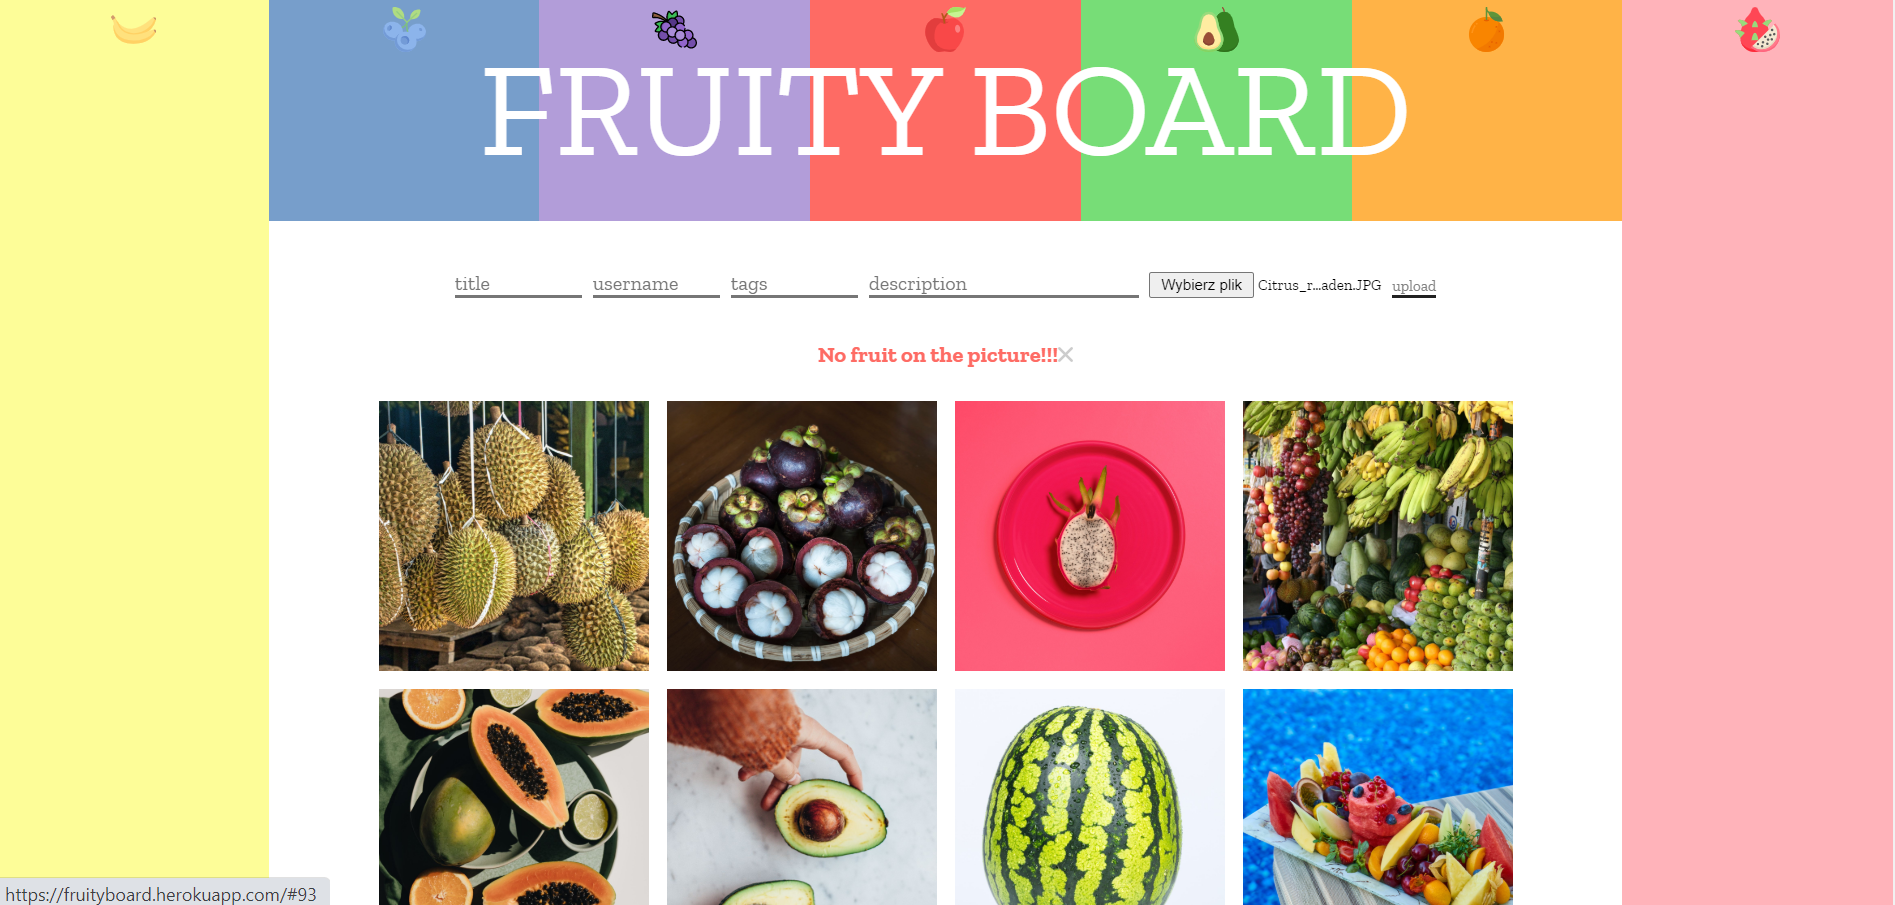 FRUITY BOARD
title username tags description Wybierz plik Citrus_r...aden.JPG upload
No fruit on the picture!!!
https://fruityboard.herokuapp.com/#93